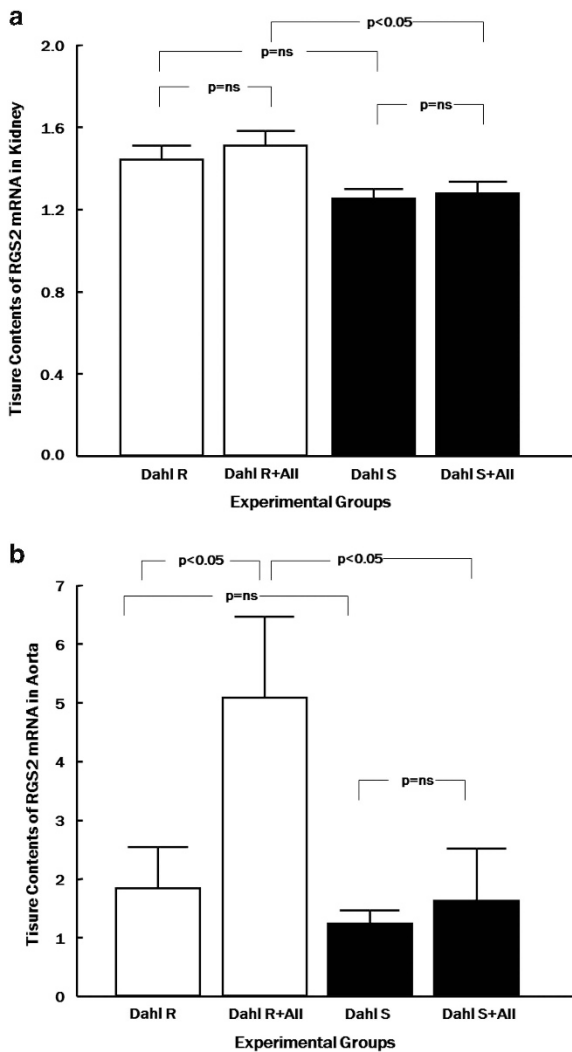 a
p<0.05
p=ns
p=ns
p=ns
2.0
1.6
1.2
0.8
0.4
0.0
Tisure Contents of RGS2 mRNA in Kidney
Dahl R
Dahl R+AII
Dahl S
Dahl S+AII
Experimental Groups
b
p<0.05
p<0.05
p=ns
p=ns
7
6
5
4
3
2
1
0
Tisure Contents of RGS2 mRNA in Aorta
Dahl R
Dahl R+AII
Dahl S
Dahl S+AII
Experimental Groups